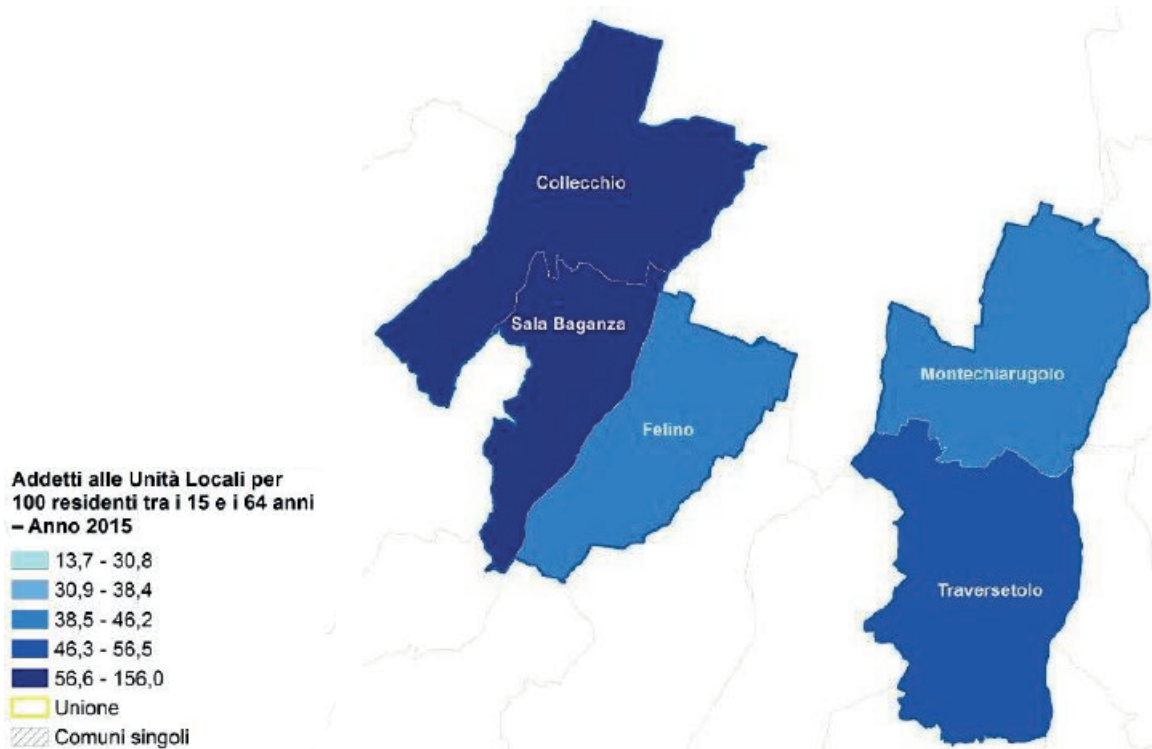 Collecchio
Sala Baganza
Felino
Montechiarugolo
Traversetolo
Addetti alle Unità Locali per
100 residenti tra i 15 e i 64 anni
– Anno 2015
13,7 - 30,8
30,9 - 38,4
38,5 - 46,2
46,3 - 56,5
56,6 - 156,0
Unione
Comuni singoli